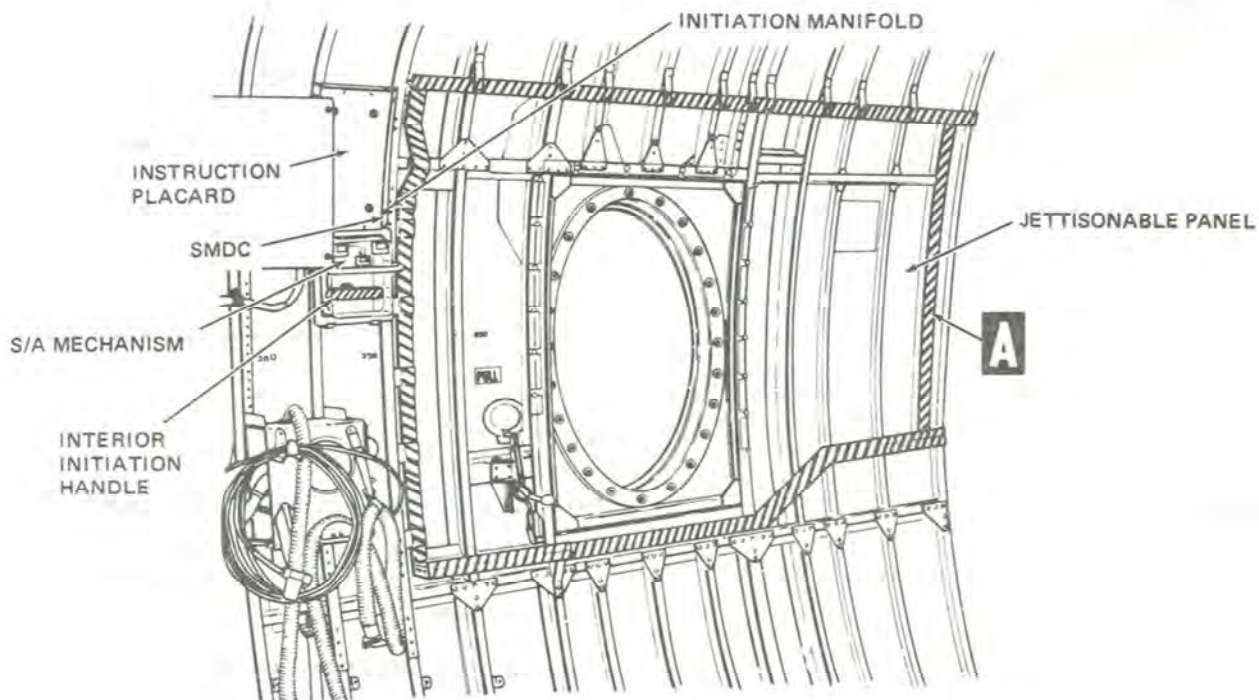 INITIATION MANIFOLD
INSTRUCTION
PLACARD
JETTISONABLE PANEL
SMDC
S/A MECHANISM
A
PULL
INTERIOR
INITIATION
HANDLE